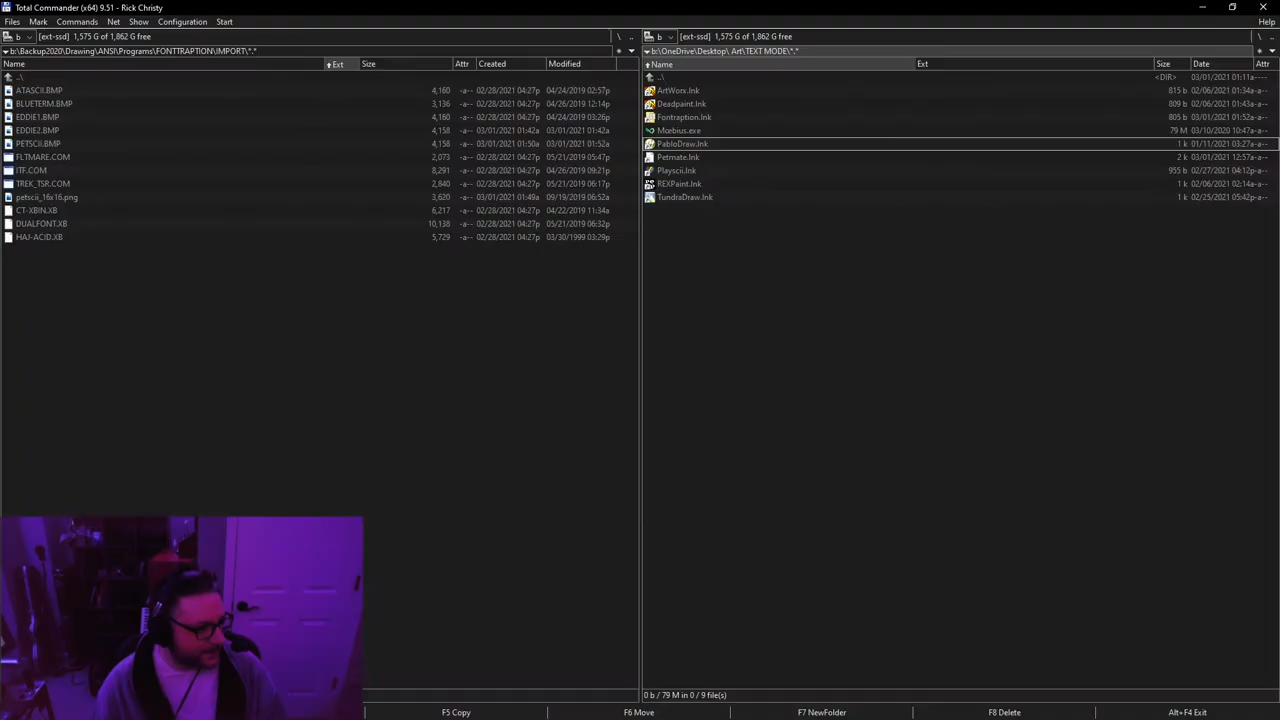 Total Commander (x64) 9.51 - Rick Christy
Files Mark Commands Net Show Configuration Start Help
b [ext-ssd] 1,575 G of 1,862 G free \ ..
b:\Backup2020\Drawing\ANSI\Programs\FONTTRAPTION\IMPORT\*.*
Name Ext Size Attr Created Modified
..\
ATASCII.BMP 4,160 -a-- 02/28/2021 04:27p 04/24/2019 02:57p
BLUETERM.BMP 3,136 -a-- 02/28/2021 04:27p 04/26/2019 12:14p
EDDIE1.BMP 4,160 -a-- 02/28/2021 04:27p 04/24/2019 03:26p
EDDIE2.BMP 4,158 -a-- 03/01/2021 01:42a 03/01/2021 01:42a
PETSCII.BMP 4,158 -a-- 03/01/2021 01:50a 03/01/2021 01:52a
FLTMARE.COM 2,073 -a-- 02/28/2021 04:27p 05/21/2019 05:47p
ITF.COM 8,291 -a-- 02/28/2021 04:27p 04/26/2019 09:21p
TREK_TSR.COM 2,840 -a-- 02/28/2021 04:27p 05/21/2019 06:17p
petscii_16x16.png 3,620 -a-- 03/01/2021 01:49a 09/19/2019 06:52a
CT-XBIN.XB 6,217 -a-- 02/28/2021 04:27p 04/22/2019 11:34a
DUALFONT.XB 10,138 -a-- 02/28/2021 04:27p 05/21/2019 06:32p
HAJ-ACID.XB 5,729 -a-- 02/28/2021 04:27p 03/30/1999 03:29p
b [ext-ssd] 1,575 G of 1,862 G free \ ..
b:\OneDrive\Desktop\ Art\TEXT MODE\*.*
Name Ext Size Date Attr
..\ <DIR> 03/01/2021 01:11a----
ArtWorx.lnk 815 b 02/06/2021 01:34a-a--
Deadpaint.lnk 809 b 02/06/2021 01:43a-a--
Fontraption.lnk 805 b 03/01/2021 01:52a-a--
Mœbius.exe 79 M 03/10/2020 10:47a-a--
PabloDraw.lnk 1 k 01/11/2021 03:27a-a--
Petmate.lnk 2 k 03/01/2021 12:57a-a--
Playscii.lnk 955 b 02/27/2021 04:12p-a--
REXPaint.lnk 1 k 02/06/2021 02:14a-a--
TundraDraw.lnk 1 k 02/25/2021 05:42p-a--
0 b / 79 M in 0 / 9 file(s)
F5 Copy F6 Move F7 NewFolder F8 Delete Alt+F4 Exit